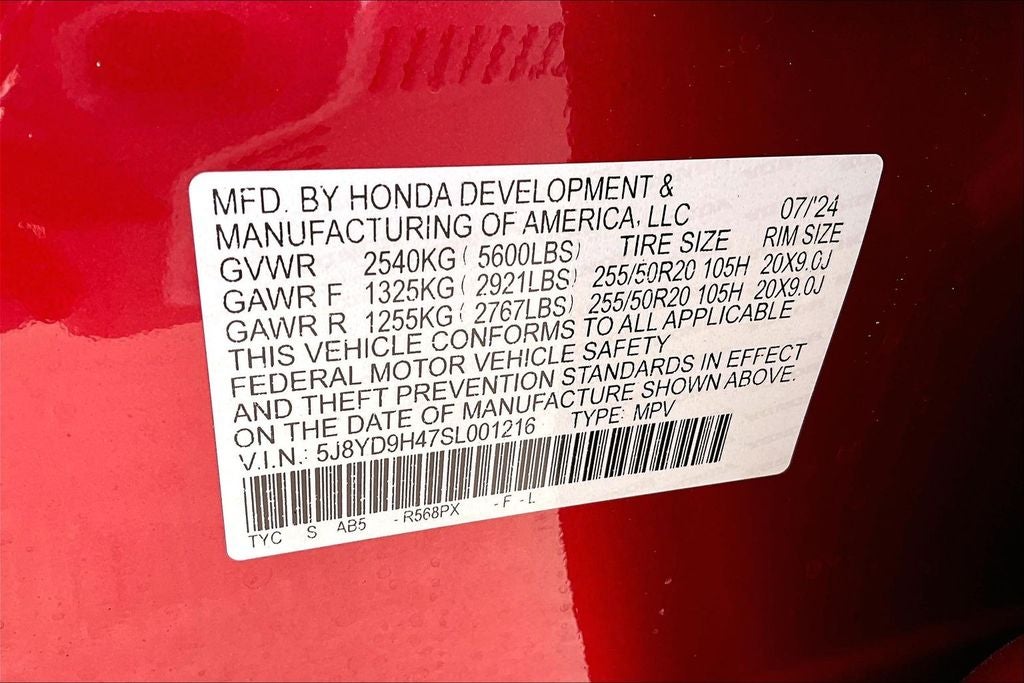 MFD. BY HONDA DEVELOPMENT &
MANUFACTURING OF AMERICA, LLC 07/'24
GVWR 2540KG ( 5600LBS) TIRE SIZE RIM SIZE
GAWR F 1325KG ( 2921LBS) 255/50R20 105H 20X9.0J
GAWR R 1255KG ( 2767LBS) 255/50R20 105H 20X9.0J
THIS VEHICLE CONFORMS TO ALL APPLICABLE
FEDERAL MOTOR VEHICLE SAFETY
AND THEFT PREVENTION STANDARDS IN EFFECT
ON THE DATE OF MANUFACTURE SHOWN ABOVE.
V.I.N.: 5J8YD9H47SL001216 TYPE: MPV
TYC S AB5 - R568PX - F - L